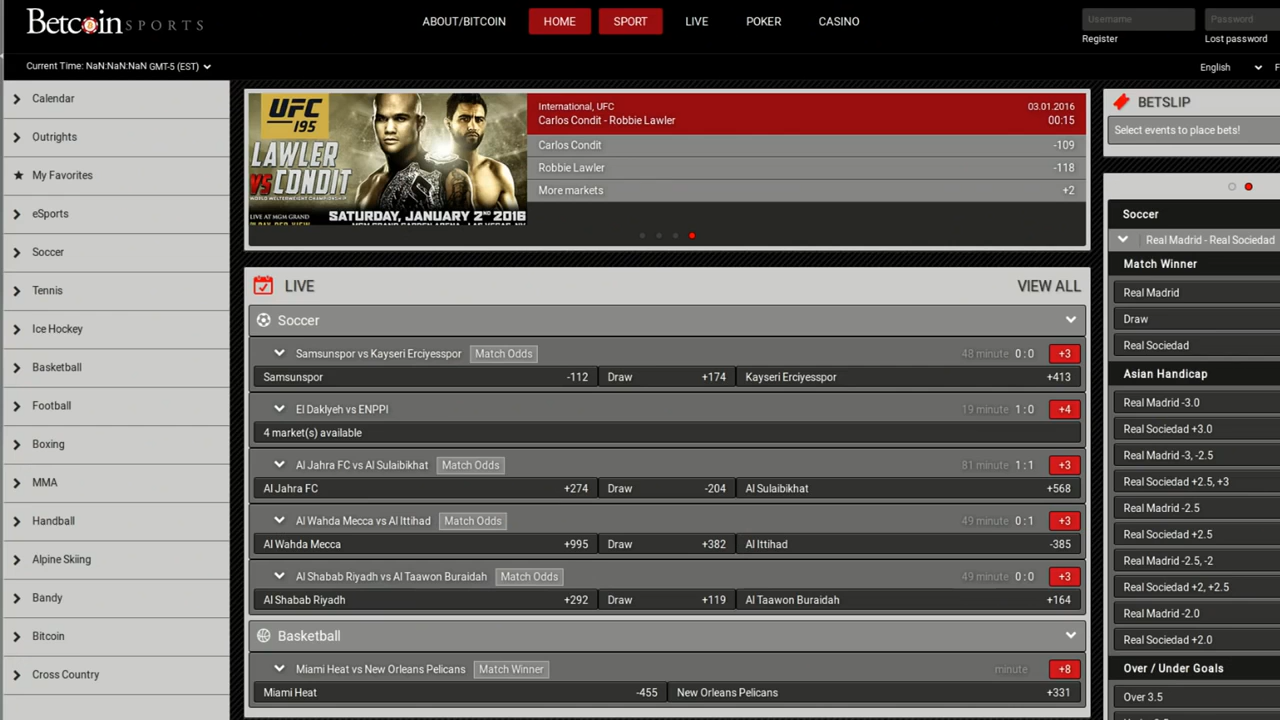 Betcoin SPORTS
ABOUT/BITCOIN HOME SPORT LIVE POKER CASINO
Username Password
Register Lost password
Current Time: NaN:NaN:NaN GMT-5 (EST)
English
Calendar
Outrights
My Favorites
eSports
Soccer
Tennis
Ice Hockey
Basketball
Football
Boxing
MMA
Handball
Alpine Skiing
Bandy
Bitcoin
Cross Country
UFC
195
LAWLER
VS CONDIT
WORLD WELTERWEIGHT CHAMPIONSHIP
LIVE AT MGM GRAND
SATURDAY, JANUARY 2ND 2016
International, UFC 03.01.2016
Carlos Condit - Robbie Lawler 00:15
Carlos Condit -109
Robbie Lawler -118
More markets +2
LIVE VIEW ALL
Soccer
Samsunspor vs Kayseri Erciyesspor Match Odds 48 minute 0 : 0 +3
Samsunspor -112 Draw +174 Kayseri Erciyesspor +413
El Daklyeh vs ENPPI 19 minute 1 : 0 +4
4 market(s) available
Al Jahra FC vs Al Sulaibikhat Match Odds 81 minute 1 : 1 +3
Al Jahra FC +274 Draw -204 Al Sulaibikhat +568
Al Wahda Mecca vs Al Ittihad Match Odds 49 minute 0 : 1 +3
Al Wahda Mecca +995 Draw +382 Al Ittihad -385
Al Shabab Riyadh vs Al Taawon Buraidah Match Odds 49 minute 0 : 0 +3
Al Shabab Riyadh +292 Draw +119 Al Taawon Buraidah +164
Basketball
Miami Heat vs New Orleans Pelicans Match Winner minute +8
Miami Heat -455 New Orleans Pelicans +331
BETSLIP
Select events to place bets!
Soccer
Real Madrid - Real Sociedad
Match Winner
Real Madrid
Draw
Real Sociedad
Asian Handicap
Real Madrid -3.0
Real Sociedad +3.0
Real Madrid -3, -2.5
Real Sociedad +2.5, +3
Real Madrid -2.5
Real Sociedad +2.5
Real Madrid -2.5, -2
Real Sociedad +2, +2.5
Real Madrid -2.0
Real Sociedad +2.0
Over / Under Goals
Over 3.5